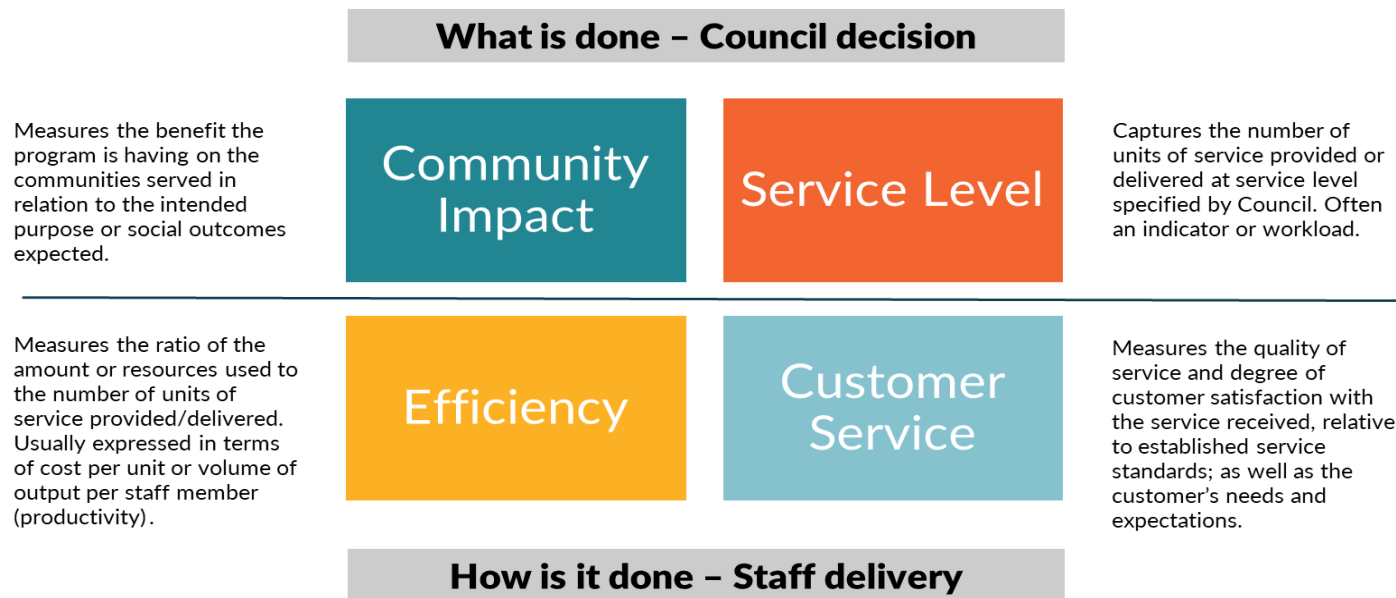 What is done – Council decision
Measures the benefit the
program is having on the
communities served in
relation to the intended
purpose or social outcomes
expected.
Community
Impact
Service Level
Captures the number of
units of service provided or
delivered at service level
specified by Council. Often
an indicator or workload.
Measures the ratio of the
amount or resources used to
the number of units of
service provided/delivered.
Usually expressed in terms
of cost per unit or volume of
output per staff member
(productivity).
Efficiency
Customer
Service
Measures the quality of
service and degree of
customer satisfaction with
the service received, relative
to established service
standards; as well as the
customer’s needs and
expectations.
How is it done – Staff delivery